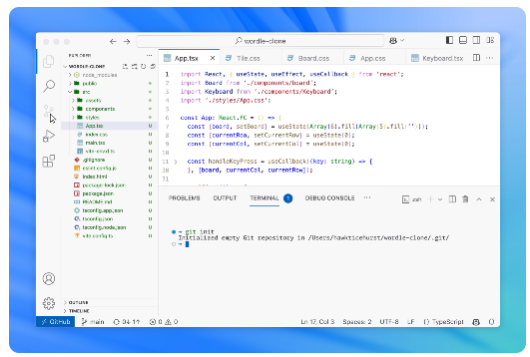 wordle-clone
EXPLORER
WORDLE-CLONE
node_modules
public
src
assets
components
styles
App.tsx U
index.css U
main.tsx U
vite-env.d.ts U
.gitignore U
eslint.config.js U
index.html U
package-lock.json U
package.json U
README.md U
tsconfig.app.json U
tsconfig.json U
tsconfig.node.json U
vite.config.ts U
OUTLINE
TIMELINE
App.tsx Tile.css Board.css App.css Keyboard.tsx
1 import React, { useState, useEffect, useCallback } from 'react';
2 import Board from './components/board';
3 import Keyboard from './components/Keyboard';
4 import './styles/App.css';
5
6 const App: React.FC = () => {
7 const [board, setBoard] = useState(Array(6).fill(Array(5).fill('')));
8 const [currentRow, setCurrentRow] = useState(0);
9 const [currentCol, setCurrentCol] = useState(0);
10
11 const handleKeyPress = useCallback((key: string) => {
20 }, [board, currentCol, currentRow]);
21
PROBLEMS OUTPUT TERMINAL 1 DEBUG CONSOLE zsh
git init
Initialized empty Git repository in /Users/hawkticehurst/wordle-clone/.git/
GitHub main 0 0 Ln 17, Col 3 Spaces: 2 UTF-8 LF {} TypeScript